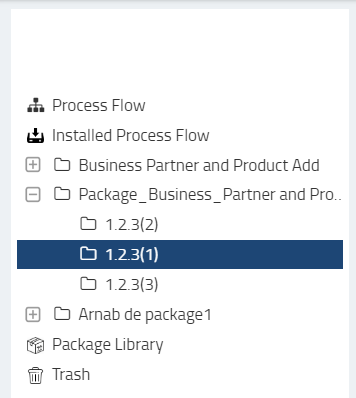 Process Flow
Installed Process Flow
Business Partner and Product Add
Package_Business_Partner and Pro..
1.2.3(2)
1.2.3(1)
1.2.3(3)
Arnab de package1
Package Library
Trash